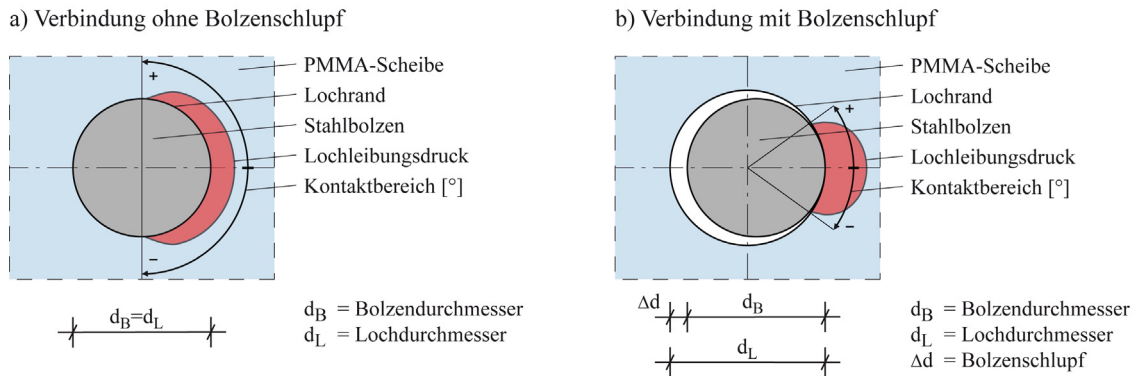 a) Verbindung ohne Bolzenschlupf
+
PMMA-Scheibe
Lochrand
Stahlbolzen
Lochleibungsdruck
Kontaktbereich [°]
–
d_B=d_L
d_B = Bolzendurchmesser
d_L = Lochdurchmesser
b) Verbindung mit Bolzenschlupf
PMMA-Scheibe
Lochrand
+
Stahlbolzen
Lochleibungsdruck
Kontaktbereich [°]
–
Δd
d_B
d_L
d_B = Bolzendurchmesser
d_L = Lochdurchmesser
Δd = Bolzenschlupf